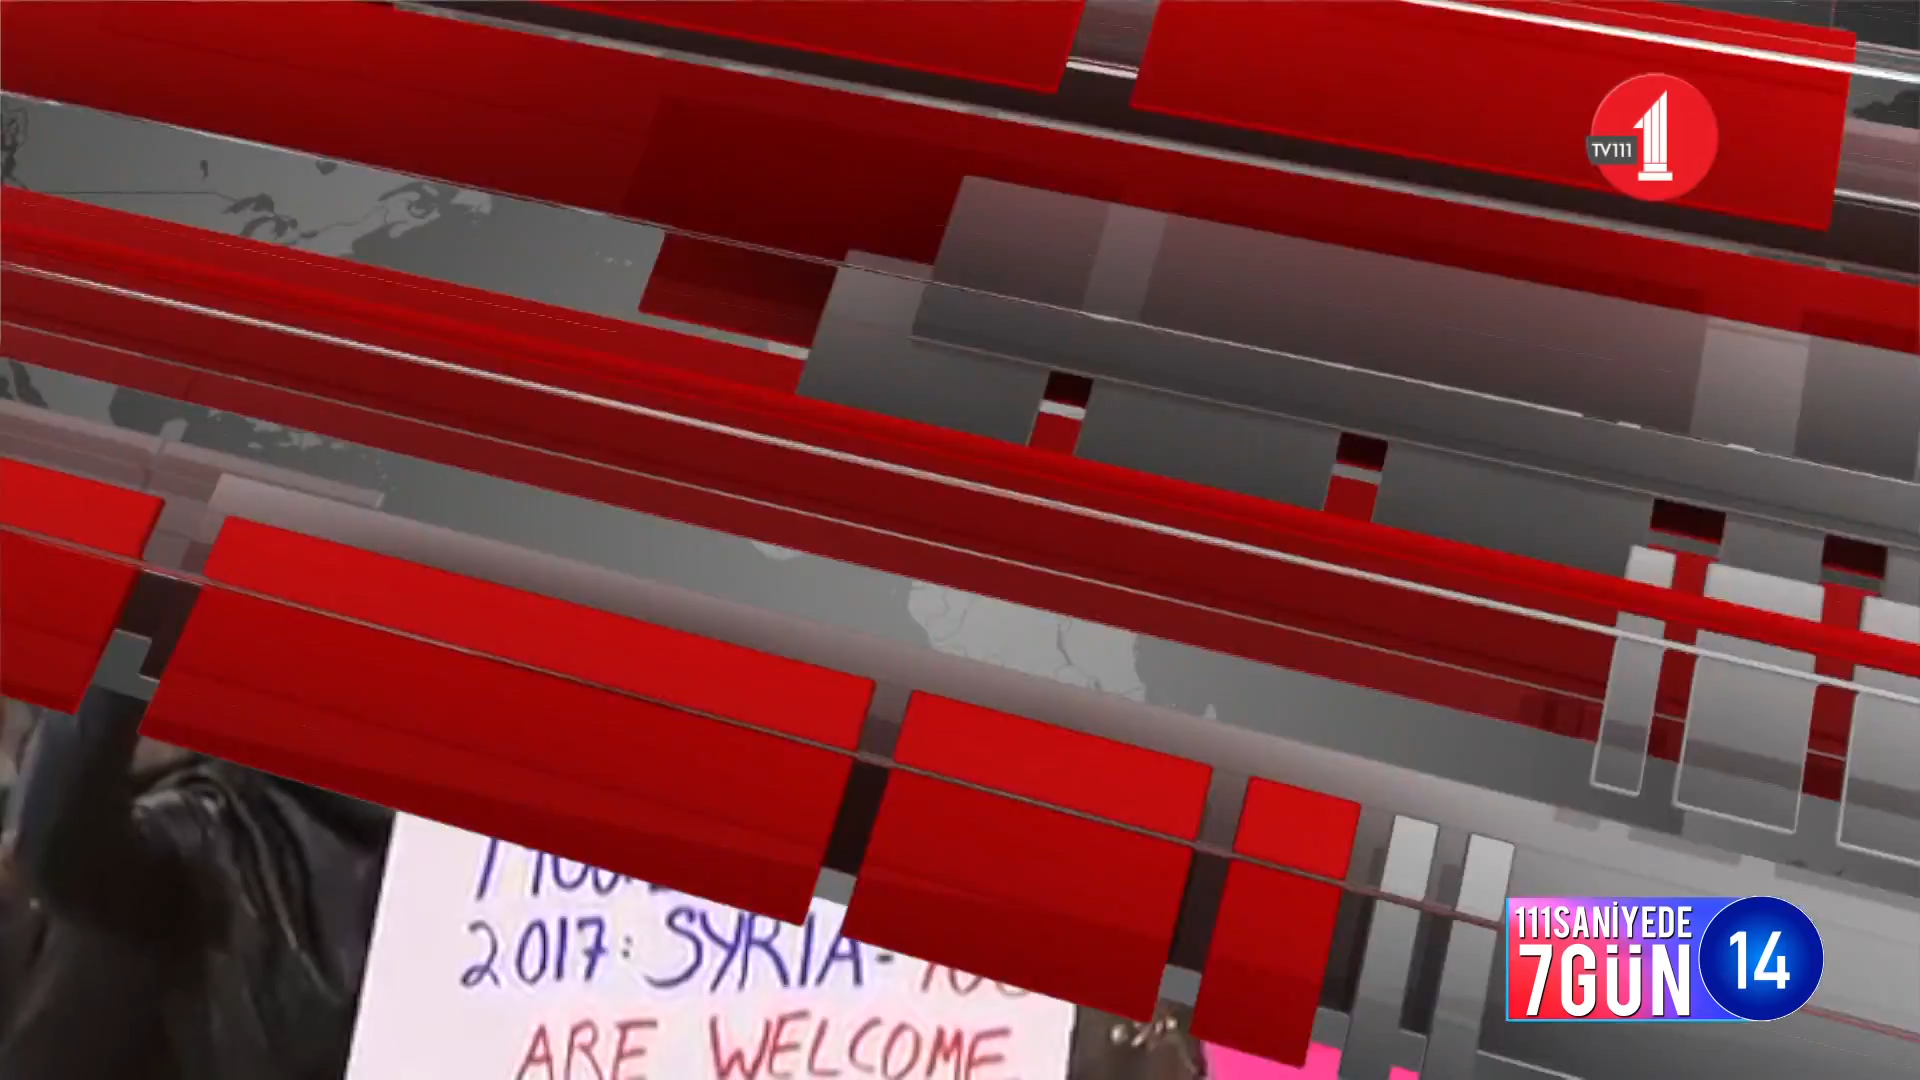 TV111
2017: SYRIA-
ARE WELCOME
111SANİYEDE
7GÜN
14